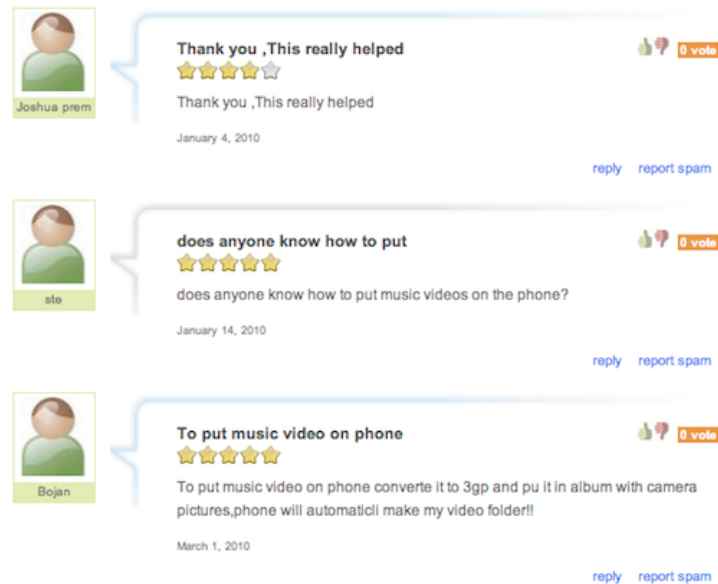 Thank you ,This really helped
0 vote
Joshua prem
Thank you ,This really helped
January 4, 2010
reply report spam
does anyone know how to put
0 vote
ste
does anyone know how to put music videos on the phone?
January 14, 2010
reply report spam
To put music video on phone
0 vote
Bojan
To put music video on phone converte it to 3gp and pu it in album with camera
pictures,phone will automaticli make my video folder!!
March 1, 2010
reply report spam